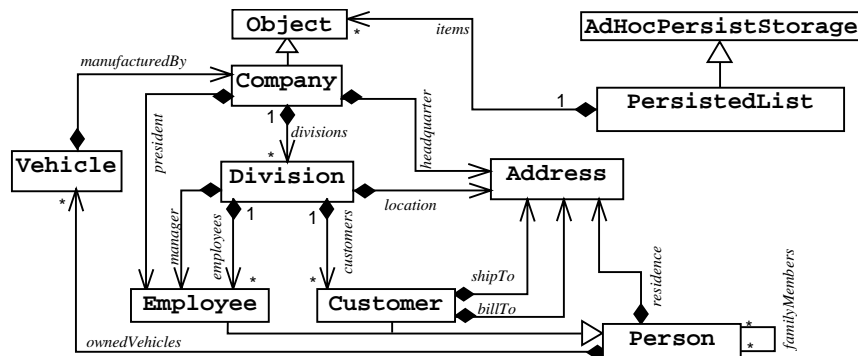 Object
*
items
AdHocPersistStorage
manufacturedBy
Company
1
PersistedList
1
divisions
president
headquarter
*
Vehicle
*
Division
Address
location
manager
employees
1
1
customers
*
*
shipTo
Employee
Customer
billTo
residence
familyMembers
*
Person
*
ownedVehicles